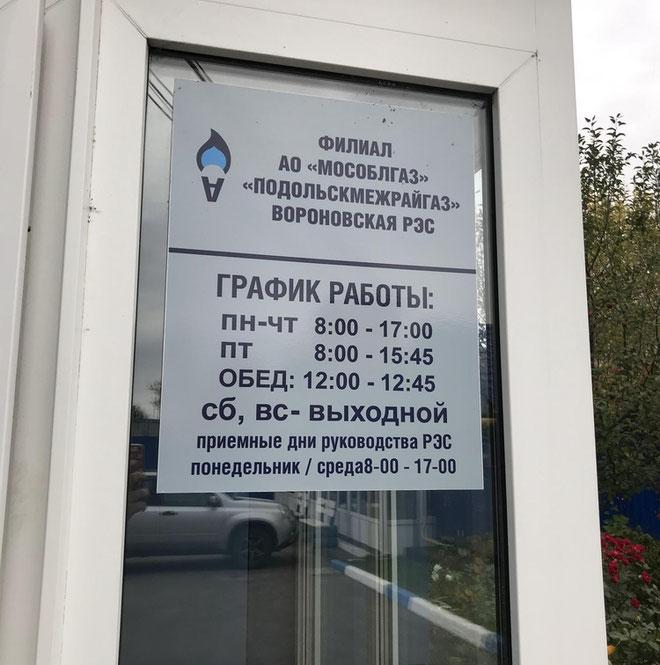 ФИЛИАЛ
АО «МОСОБЛГАЗ»
«ПОДОЛЬСКМЕЖРАЙГАЗ»
ВОРОНОВСКАЯ РЭС
ГРАФИК РАБОТЫ:
ПН-ЧТ 8:00 - 17:00
ПТ 8:00 - 15:45
ОБЕД: 12:00 - 12:45
сб, вс- выходной
приемные дни руководства РЭС
понедельник / среда8-00 - 17-00